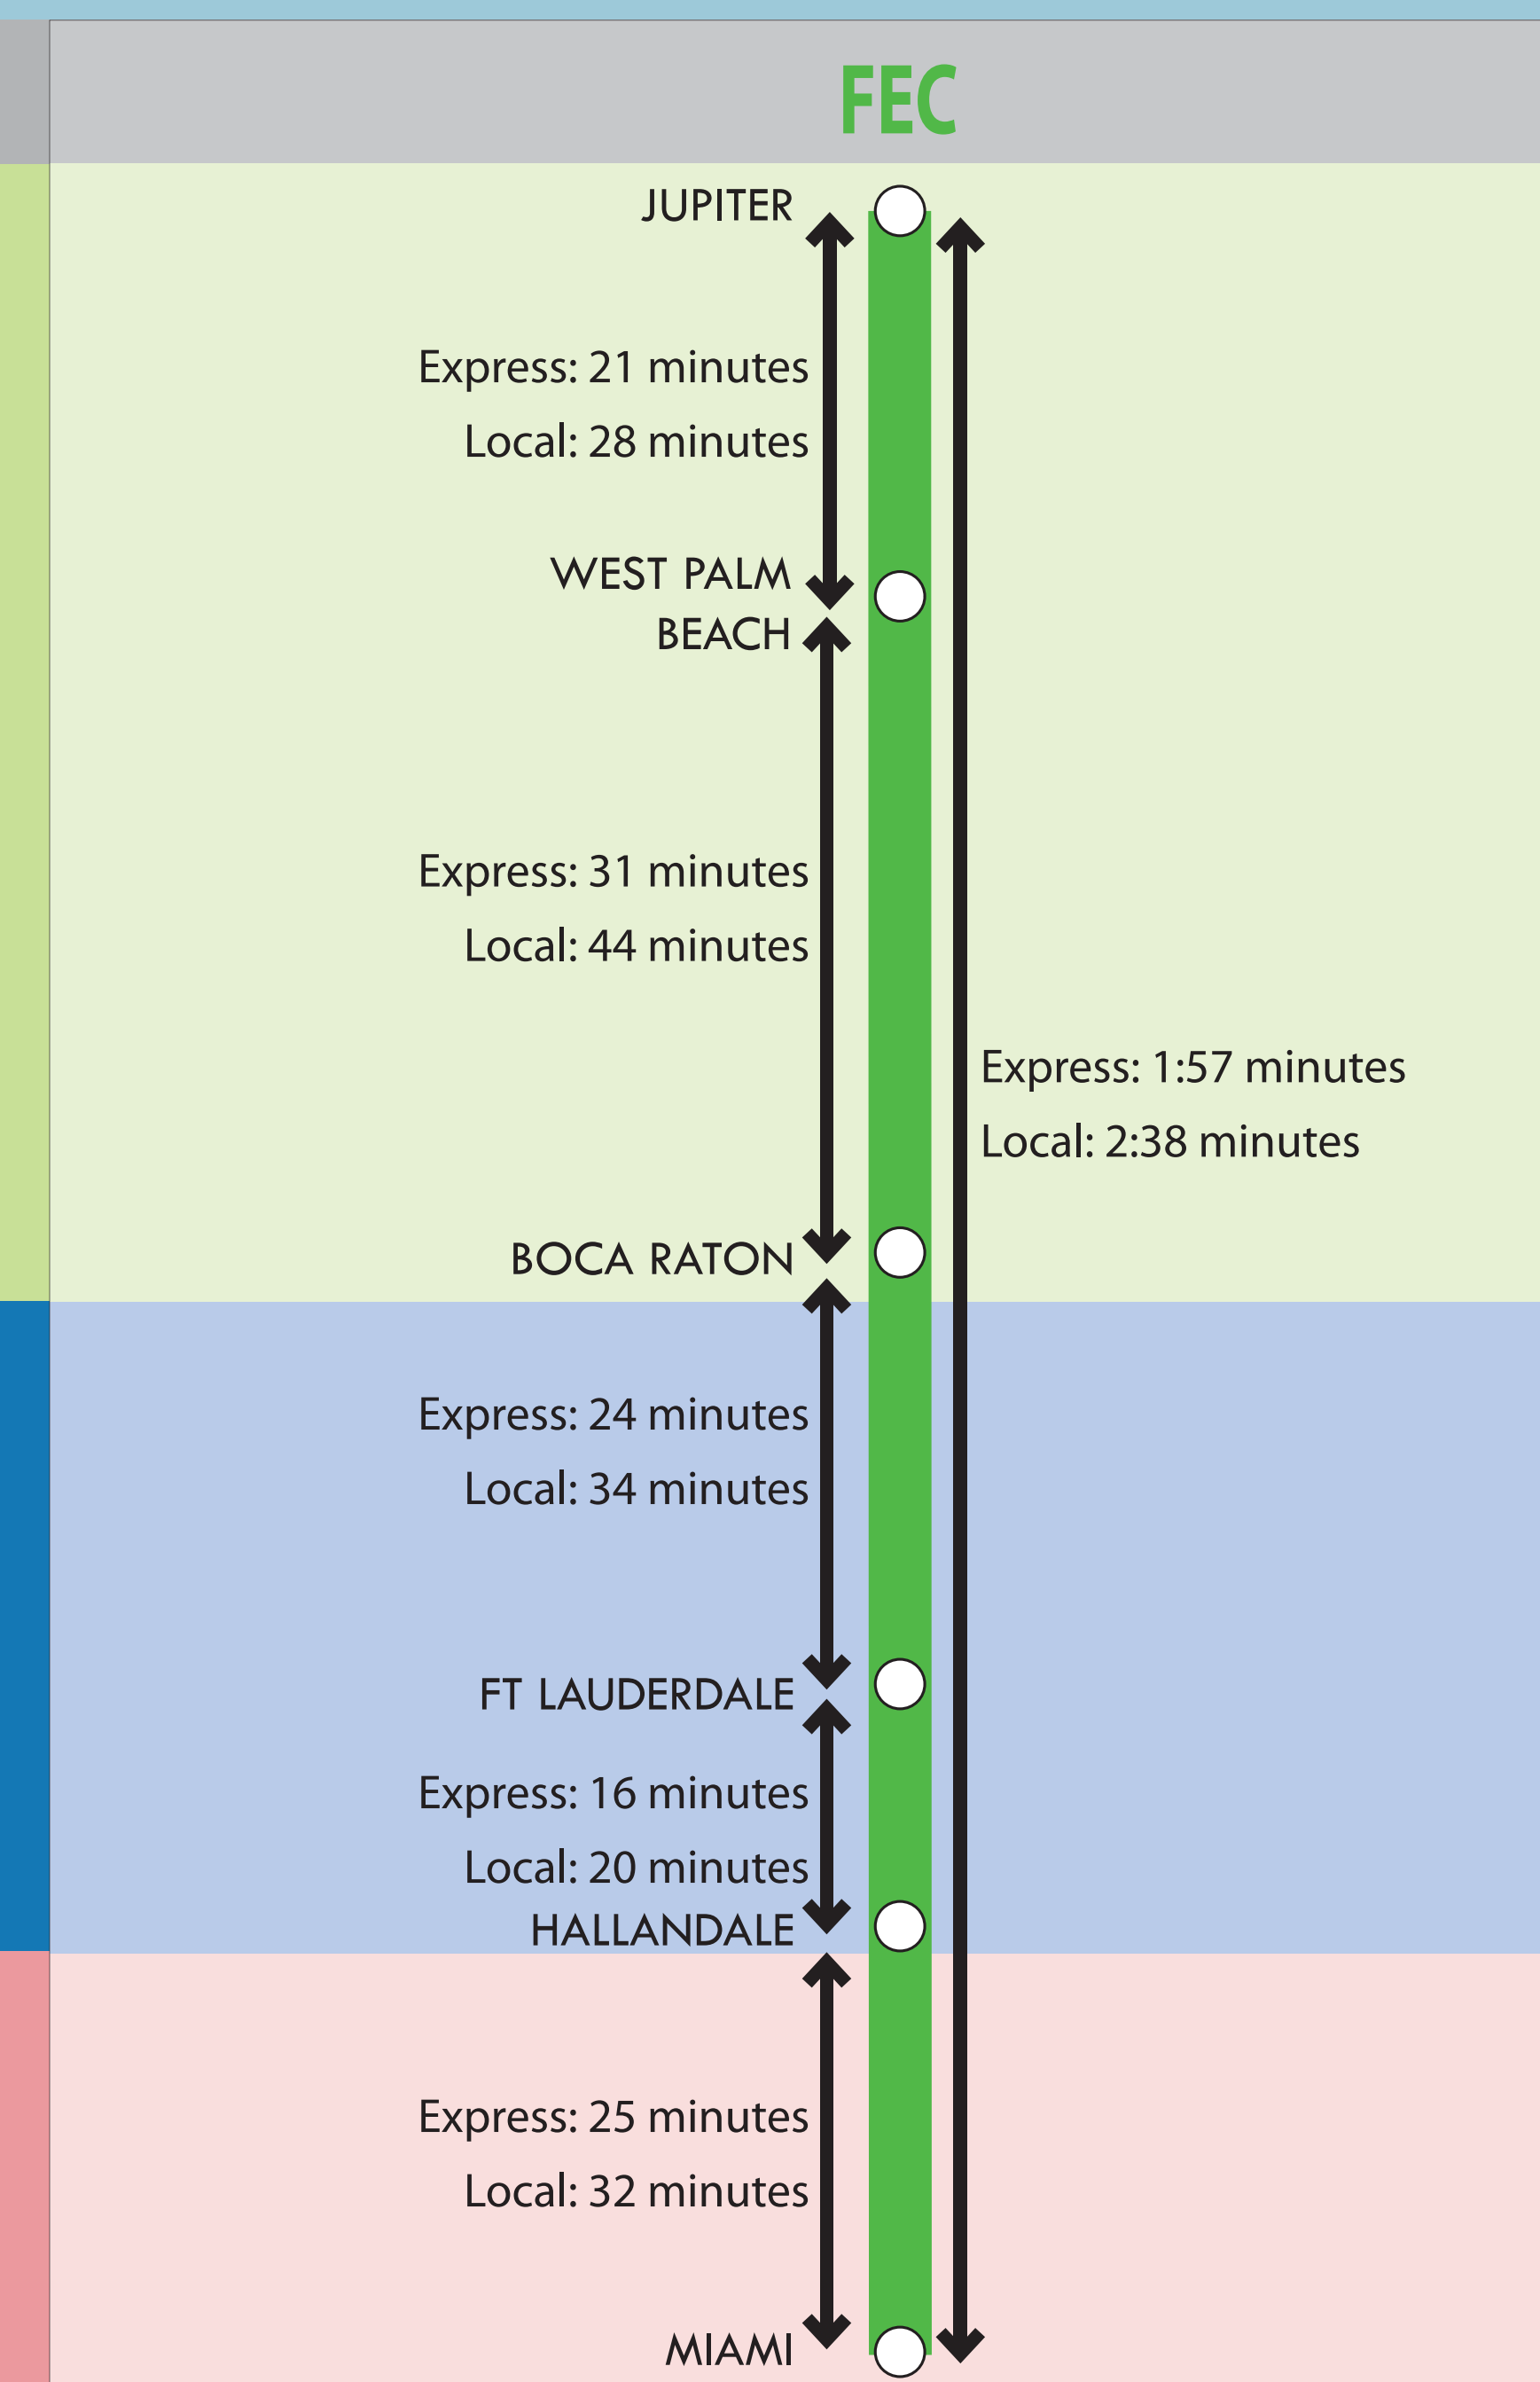 FEC
JUPITER
Express: 21 minutes
Local: 28 minutes
WEST PALM
BEACH
Express: 31 minutes
Local: 44 minutes
Express: 1:57 minutes
Local: 2:38 minutes
BOCA RATON
Express: 24 minutes
Local: 34 minutes
FT LAUDERDALE
Express: 16 minutes
Local: 20 minutes
HALLANDALE
Express: 25 minutes
Local: 32 minutes
MIAMI